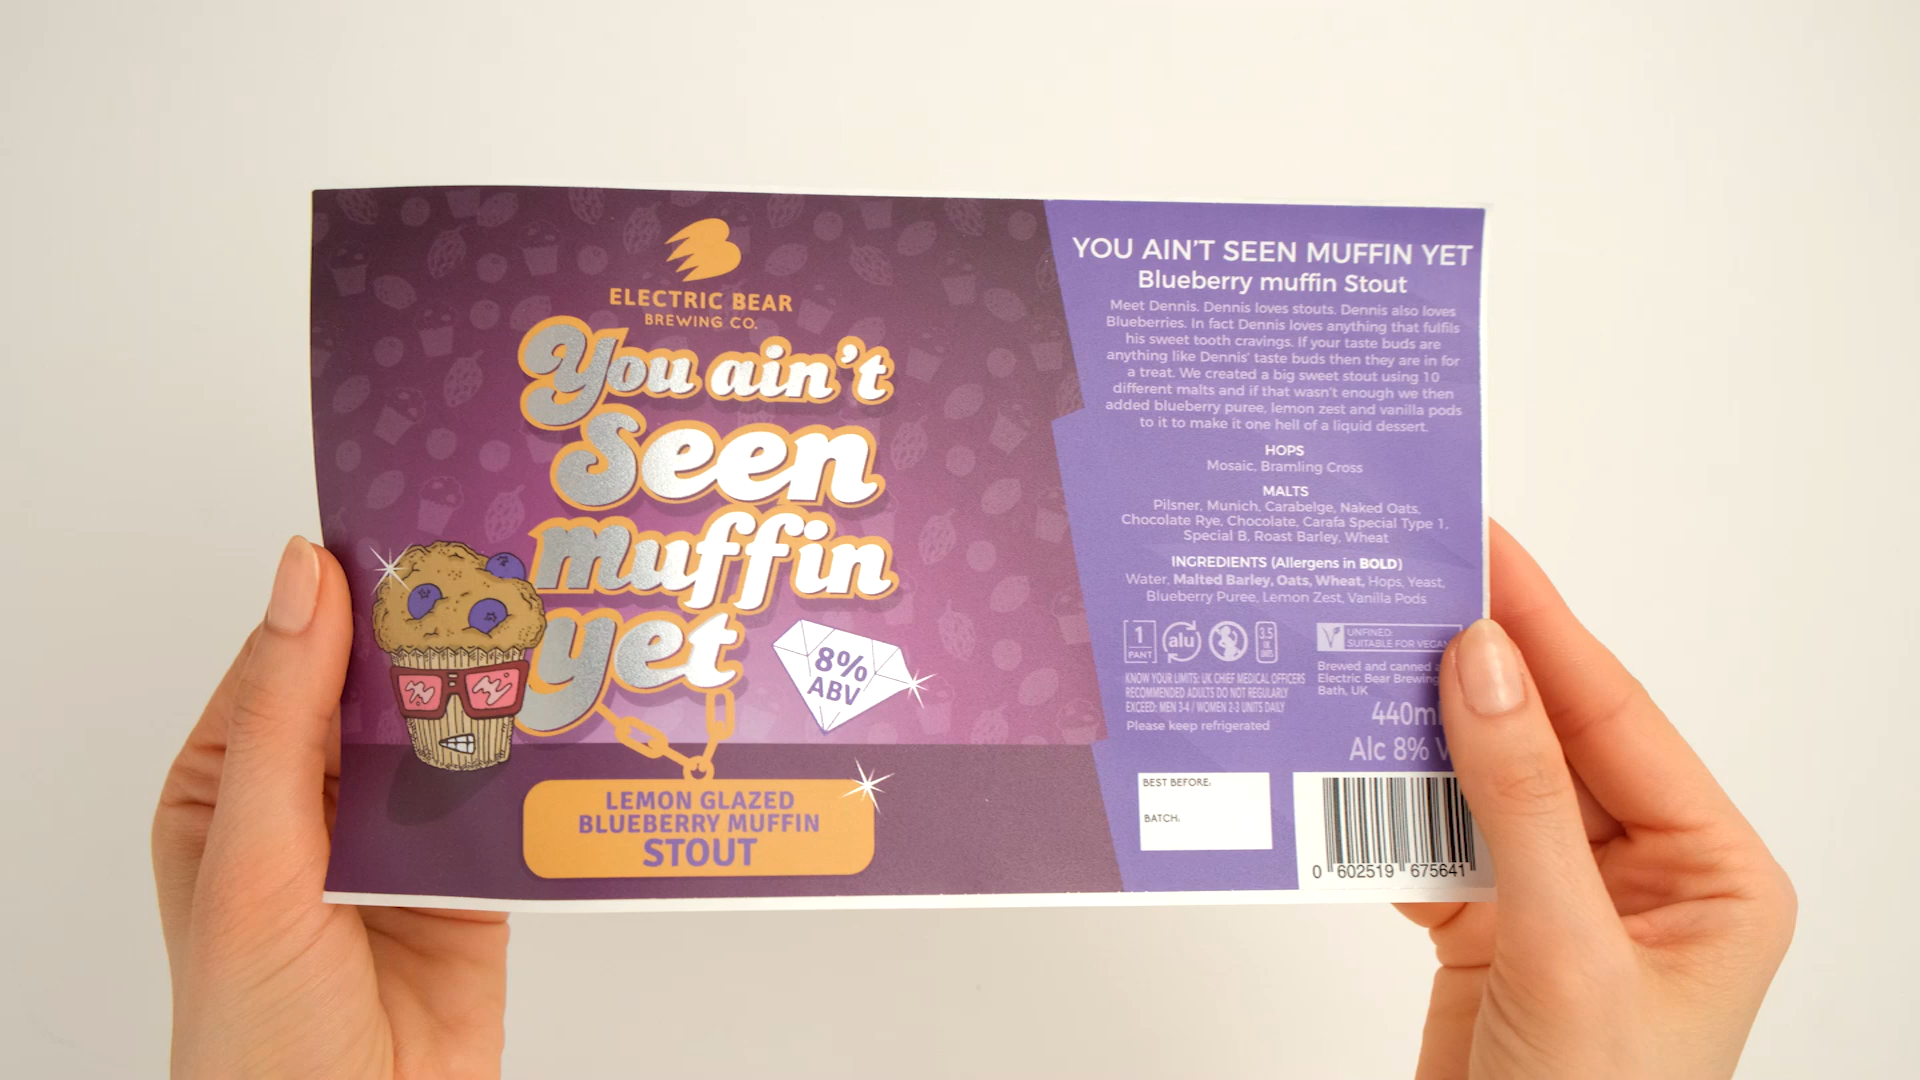 ELECTRIC BEAR
BREWING CO.
You ain't
Seen
muffin
yet
8%
ABV
LEMON GLAZED
BLUEBERRY MUFFIN
STOUT
YOU AIN'T SEEN MUFFIN YET
Blueberry muffin Stout
Meet Dennis. Dennis loves stouts. Dennis also loves
Blueberries. In fact Dennis loves anything that fulfils
his sweet tooth cravings. If your taste buds are
anything like Dennis' taste buds then they are in for
a treat. We created a big sweet stout using 10
different malts and if that wasn't enough we then
added blueberry puree, lemon zest and vanilla pods
to it to make it one hell of a liquid dessert.
HOPS
Mosaic, Bramling Cross
MALTS
Pilsner, Munich, Carabelge, Naked Oats,
Chocolate Rye, Chocolate, Carafa Special Type 1,
Special B, Roast Barley, Wheat
INGREDIENTS (Allergens in BOLD)
Water, Malted Barley, Oats, Wheat, Hops, Yeast,
Blueberry Puree, Lemon Zest, Vanilla Pods
1
PANT
alu
3.5
UK
UNITS
V
UNFINED:
SUITABLE FOR VEGAN
KNOW YOUR LIMITS: UK CHIEF MEDICAL OFFICERS
RECOMMENDED ADULTS DO NOT REGULARLY
EXCEED: MEN 3-4 / WOMEN 2-3 UNITS DAILY
Please keep refrigerated
Brewed and canned
Electric Bear Brewing
Bath, UK
440ml
Alc 8%
BEST BEFORE:
BATCH:
0 602519 675641